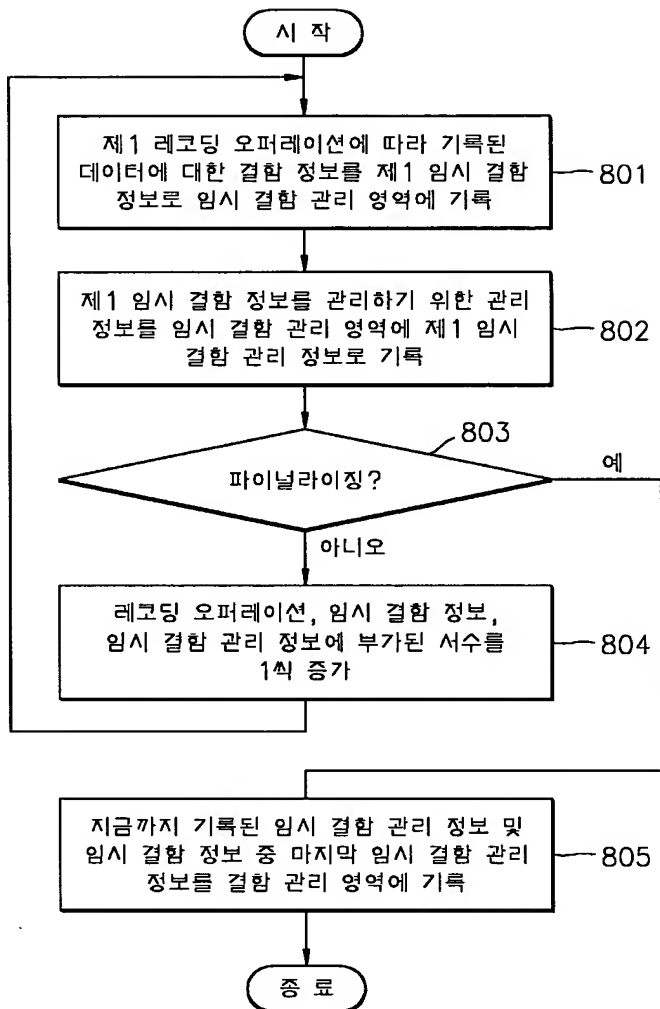 시 작
제1 레코딩 오퍼레이션에 따라 기록된
데이터에 대한 결함 정보를 제1 임시 결함
정보로 임시 결함 관리 영역에 기록
801
제1 임시 결함 정보를 관리하기 위한 관리
정보를 임시 결함 관리 영역에 제1 임시
결함 관리 정보로 기록
802
803
파이널라이징?
예
아니오
레코딩 오퍼레이션, 임시 결함 정보,
임시 결함 관리 정보에 부가된 서수를
1씩 증가
804
지금까지 기록된 임시 결함 관리 정보 및
임시 결함 정보 중 마지막 임시 결함 관리
정보를 결함 관리 영역에 기록
805
종 료